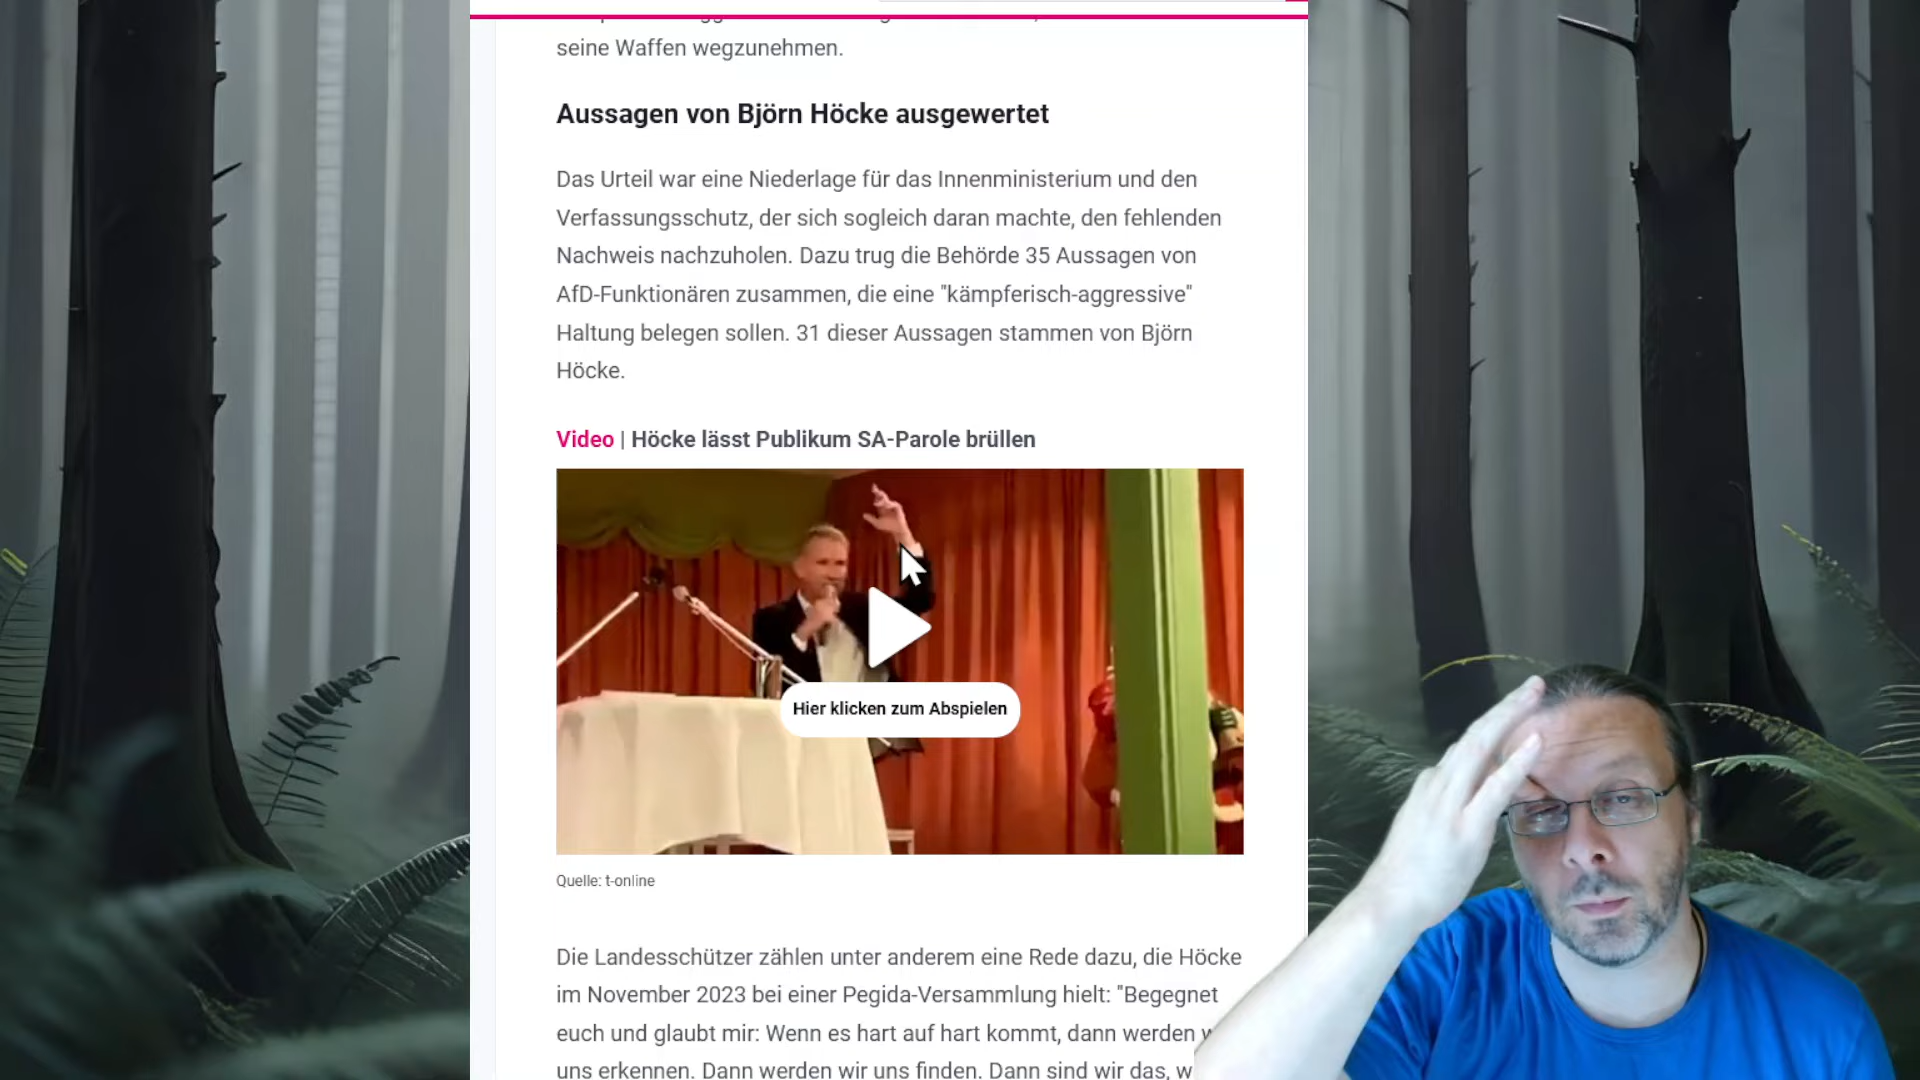 seine Waffen wegzunehmen.
Aussagen von Björn Höcke ausgewertet
Das Urteil war eine Niederlage für das Innenministerium und den
Verfassungsschutz, der sich sogleich daran machte, den fehlenden
Nachweis nachzuholen. Dazu trug die Behörde 35 Aussagen von
AfD-Funktionären zusammen, die eine "kämpferisch-aggressive"
Haltung belegen sollen. 31 dieser Aussagen stammen von Björn
Höcke.
Video | Höcke lässt Publikum SA-Parole brüllen
Hier klicken zum Abspielen
Quelle: t-online
Die Landesschützer zählen unter anderem eine Rede dazu, die Höcke
im November 2023 bei einer Pegida-Versammlung hielt: "Begegnet
euch und glaubt mir: Wenn es hart auf hart kommt, dann werden
uns erkennen. Dann werden wir uns finden. Dann sind wir das,